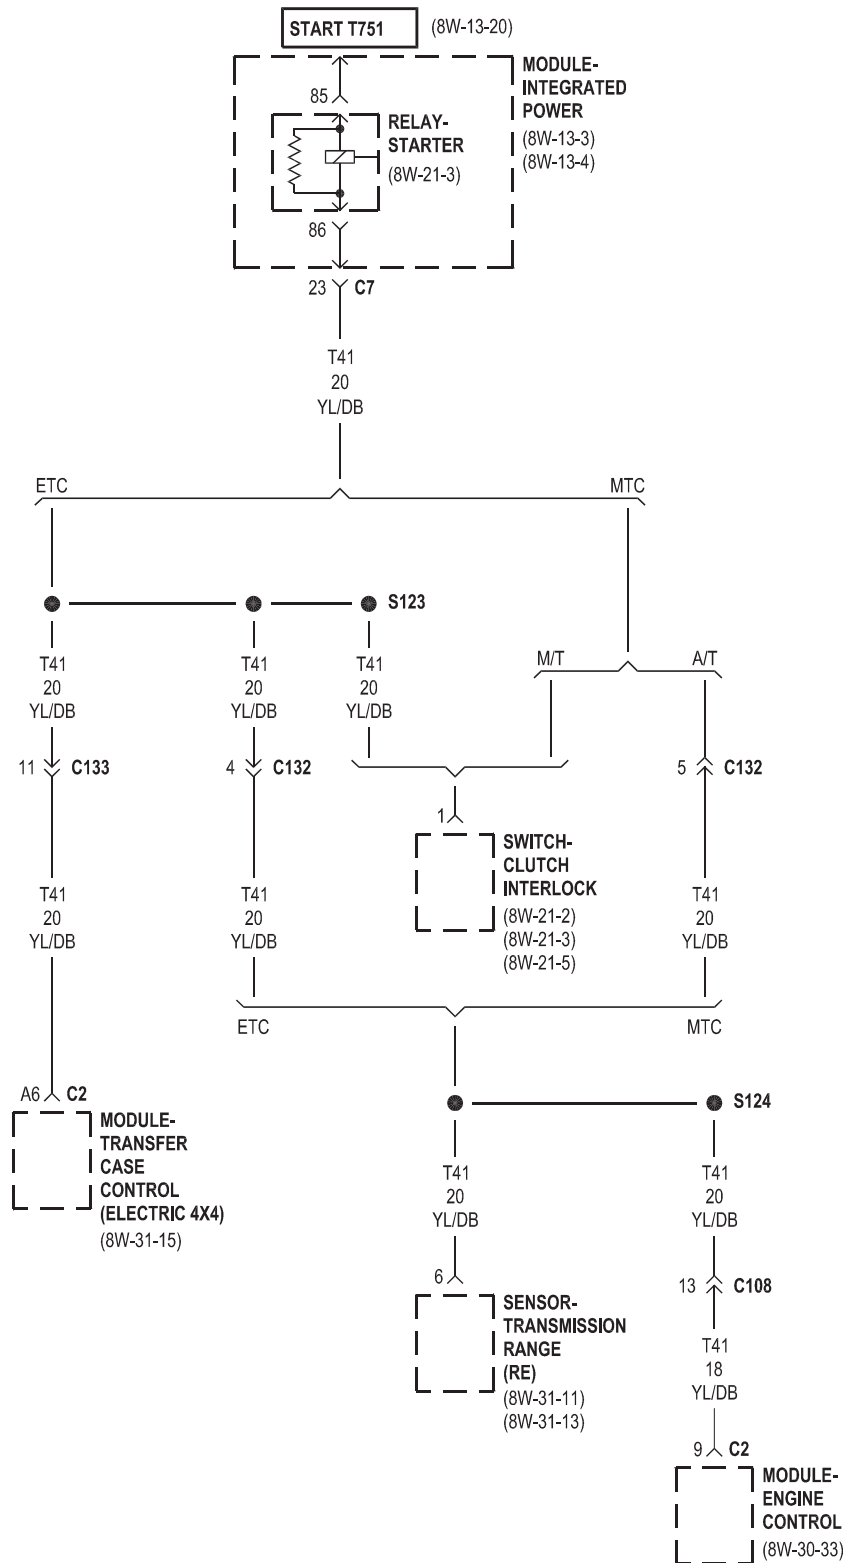 START T751
(8W-13-20)
MODULE-
INTEGRATED
POWER
(8W-13-3)
(8W-13-4)
85
RELAY-
STARTER
(8W-21-3)
86
23
C7
T41
20
YL/DB
ETC
MTC
S123
T41
20
YL/DB
T41
20
YL/DB
T41
20
YL/DB
M/T
A/T
11
C133
4
C132
5
C132
1
SWITCH-
CLUTCH
INTERLOCK
(8W-21-2)
(8W-21-3)
(8W-21-5)
T41
20
YL/DB
T41
20
YL/DB
T41
20
YL/DB
ETC
MTC
A6
C2
MODULE-
TRANSFER
CASE
CONTROL
(ELECTRIC 4X4)
(8W-31-15)
S124
T41
20
YL/DB
T41
20
YL/DB
6
SENSOR-
TRANSMISSION
RANGE
(RE)
(8W-31-11)
(8W-31-13)
13
C108
T41
18
YL/DB
9
C2
MODULE-
ENGINE
CONTROL
(8W-30-33)